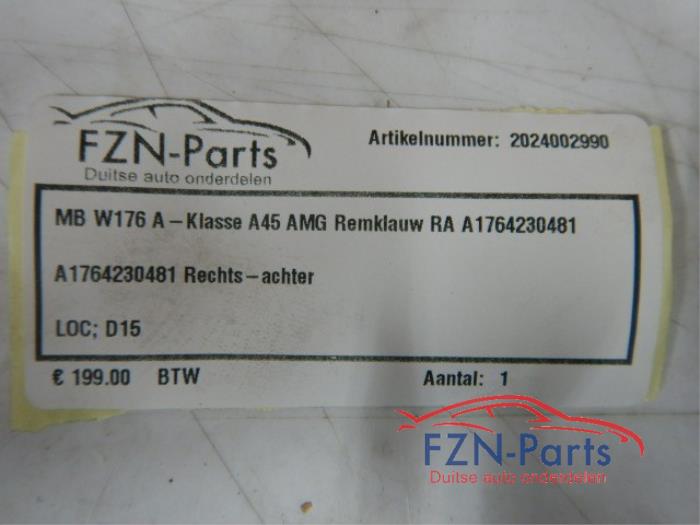 FZN-Parts
Duitse auto onderdelen
Artikelnummer: 2024002990
MB W176 A-Klasse A45 AMG Remklauw RA A1764230481
A1764230481 Rechts-achter
LOC; D15
€ 199.00 BTW
Aantal: 1
FZN-Parts
Duitse auto onderdelen